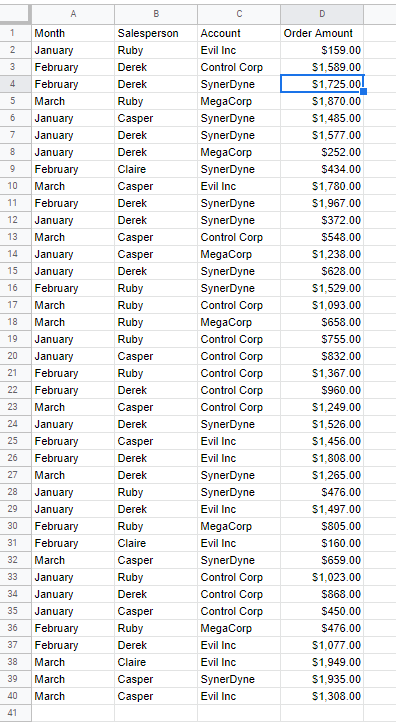 A B C D
1 Month Salesperson Account Order Amount
2 January Ruby Evil Inc $159.00
3 February Derek Control Corp $1,589.00
4 February Derek SynerDyne $1,725.00
5 March Ruby MegaCorp $1,870.00
6 January Casper SynerDyne $1,485.00
7 January Derek SynerDyne $1,577.00
8 January Derek MegaCorp $252.00
9 February Claire SynerDyne $434.00
10 March Casper Evil Inc $1,780.00
11 February Derek SynerDyne $1,967.00
12 January Derek SynerDyne $372.00
13 March Casper Control Corp $548.00
14 January Casper MegaCorp $1,238.00
15 January Derek SynerDyne $628.00
16 February Ruby SynerDyne $1,529.00
17 March Ruby Control Corp $1,093.00
18 March Ruby MegaCorp $658.00
19 January Ruby Control Corp $755.00
20 January Casper Control Corp $832.00
21 February Ruby Control Corp $1,367.00
22 February Derek Control Corp $960.00
23 March Casper Control Corp $1,249.00
24 January Derek SynerDyne $1,526.00
25 February Casper Evil Inc $1,456.00
26 February Derek Evil Inc $1,808.00
27 March Derek SynerDyne $1,265.00
28 January Ruby SynerDyne $476.00
29 January Derek Evil Inc $1,497.00
30 February Ruby MegaCorp $805.00
31 February Claire Evil Inc $160.00
32 March Casper SynerDyne $659.00
33 January Ruby Control Corp $1,023.00
34 January Derek Control Corp $868.00
35 January Casper Control Corp $450.00
36 February Ruby MegaCorp $476.00
37 February Derek Evil Inc $1,077.00
38 March Claire Evil Inc $1,949.00
39 March Casper SynerDyne $1,935.00
40 March Casper Evil Inc $1,308.00
41